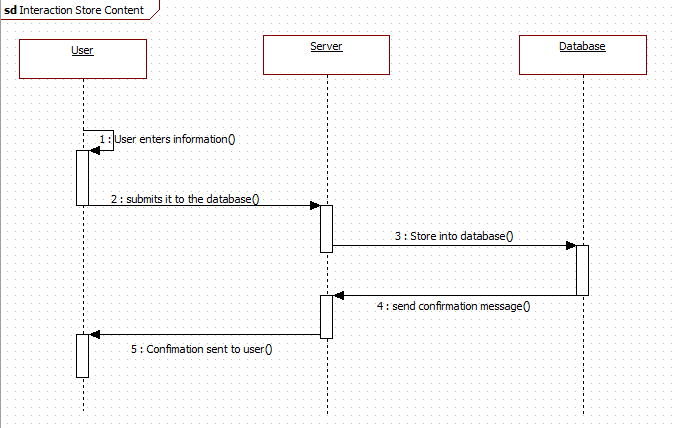 sd Interaction Store Content
User
Server
Database
1 : User enters information()
2 : submits it to the database()
3 : Store into database()
4 : send confirmation message()
5 : Confimation sent to user()